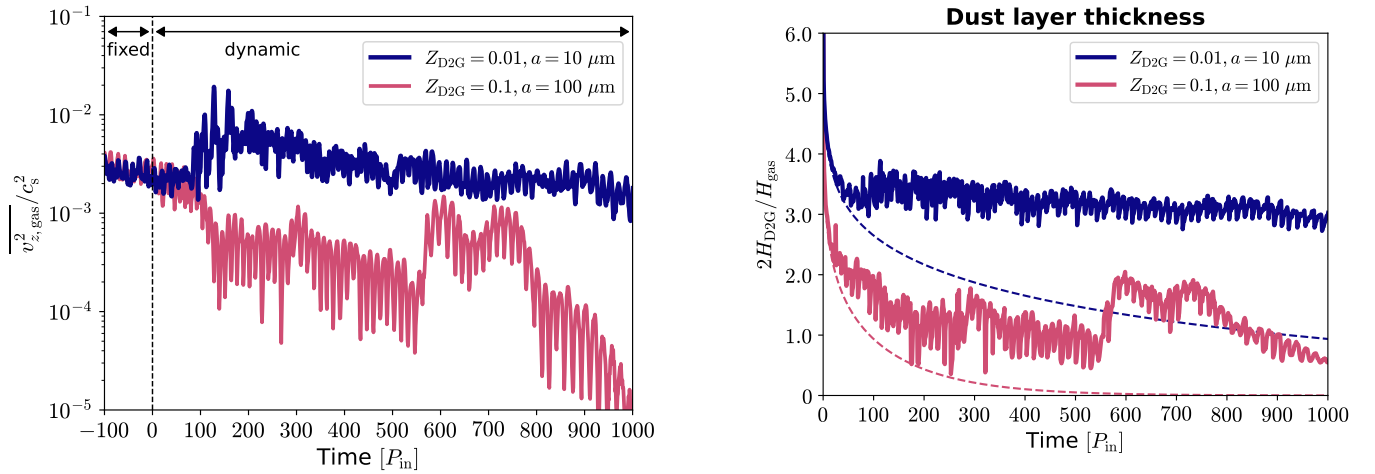 10⁻¹
10⁻²
10⁻³
10⁻⁴
10⁻⁵
fixed
dynamic
Z_D2G = 0.01, a = 10 μm
Z_D2G = 0.1, a = 100 μm
\overline{v²_{z, gas}}/c²_s
−100 0 100 200 300 400 500 600 700 800 900 1000
Time [P_in]
Dust layer thickness
6.0
5.0
4.0
3.0
2.0
1.0
0
Z_D2G = 0.01, a = 10 μm
Z_D2G = 0.1, a = 100 μm
2H_D2G/H_gas
0 100 200 300 400 500 600 700 800 900 1000
Time [P_in]